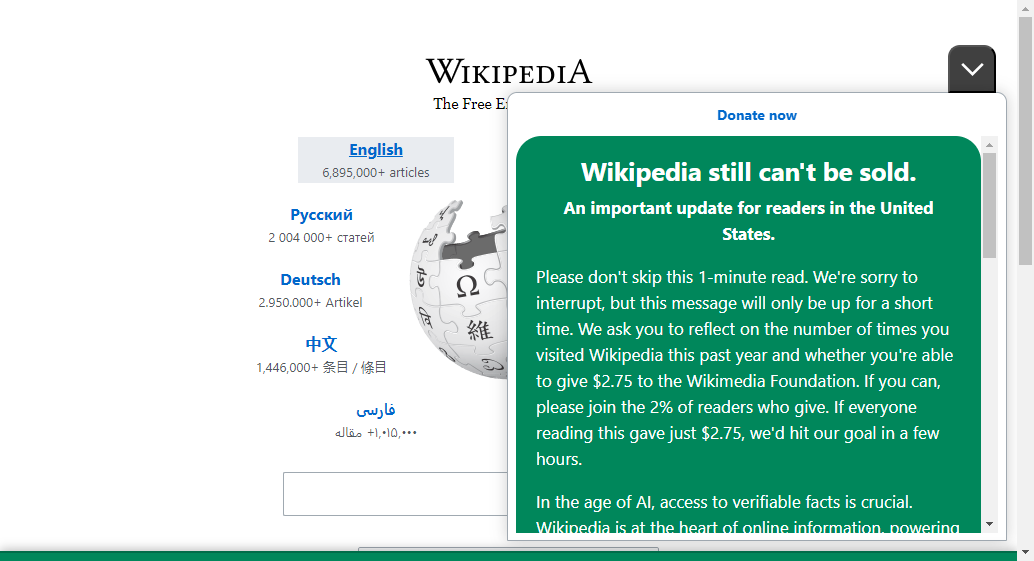 WIKIPEDIA
The Free
Donate now
English
6,895,000+ articles
Русский
2 004 000+ статей
Deutsch
2.950.000+ Artikel
中文
1,446,000+ 条目 / 條目
فارسی
۱٬۰۱۵٬۰۰۰+ مقاله
Ω
維
Wikipedia still can't be sold.
An important update for readers in the United
States.
Please don't skip this 1-minute read. We're sorry to
interrupt, but this message will only be up for a short
time. We ask you to reflect on the number of times you
visited Wikipedia this past year and whether you're able
to give $2.75 to the Wikimedia Foundation. If you can,
please join the 2% of readers who give. If everyone
reading this gave just $2.75, we'd hit our goal in a few
hours.
In the age of AI, access to verifiable facts is crucial.
Wikipedia is at the heart of online information, powering